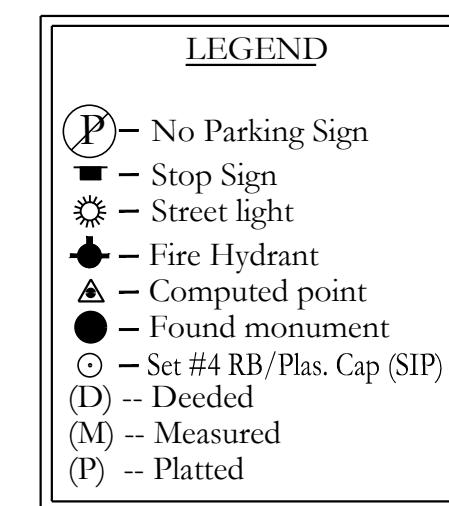 LEGEND
P – No Parking Sign
– Stop Sign
– Street light
– Fire Hydrant
– Computed point
– Found monument
– Set #4 RB/Plas. Cap (SIP)
(D) -- Deeded
(M) -- Measured
(P) -- Platted